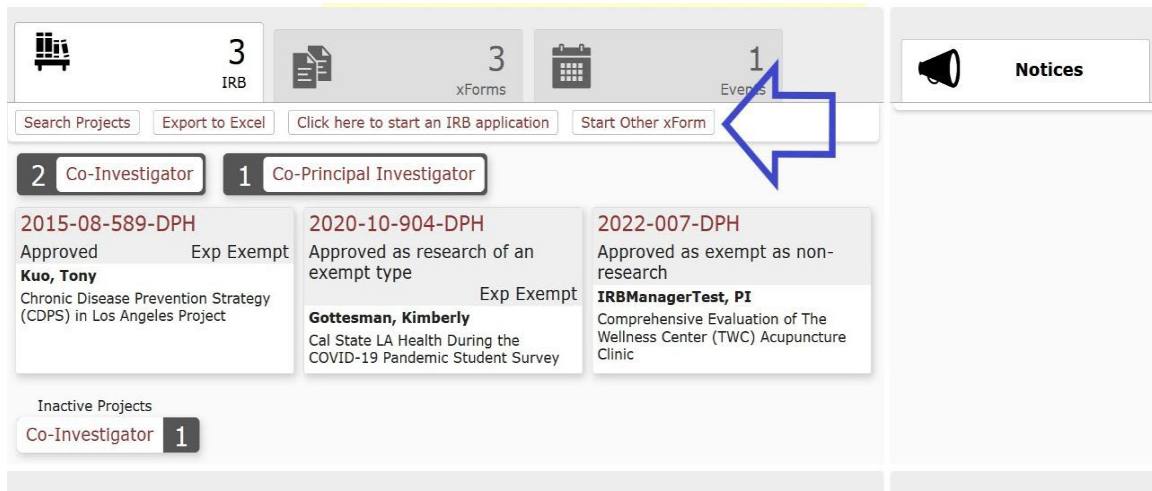 3
IRB
3
xForms
1
Events
Notices
Search Projects
Export to Excel
Click here to start an IRB application
Start Other xForm
2 Co-Investigator
1 Co-Principal Investigator
2015-08-589-DPH
Approved Exp Exempt
Kuo, Tony
Chronic Disease Prevention Strategy
(CDPS) in Los Angeles Project
2020-10-904-DPH
Approved as research of an
exempt type
Exp Exempt
Gottesman, Kimberly
Cal State LA Health During the
COVID-19 Pandemic Student Survey
2022-007-DPH
Approved as exempt as non-
research
IRBManagerTest, PI
Comprehensive Evaluation of The
Wellness Center (TWC) Acupuncture
Clinic
Inactive Projects
Co-Investigator 1